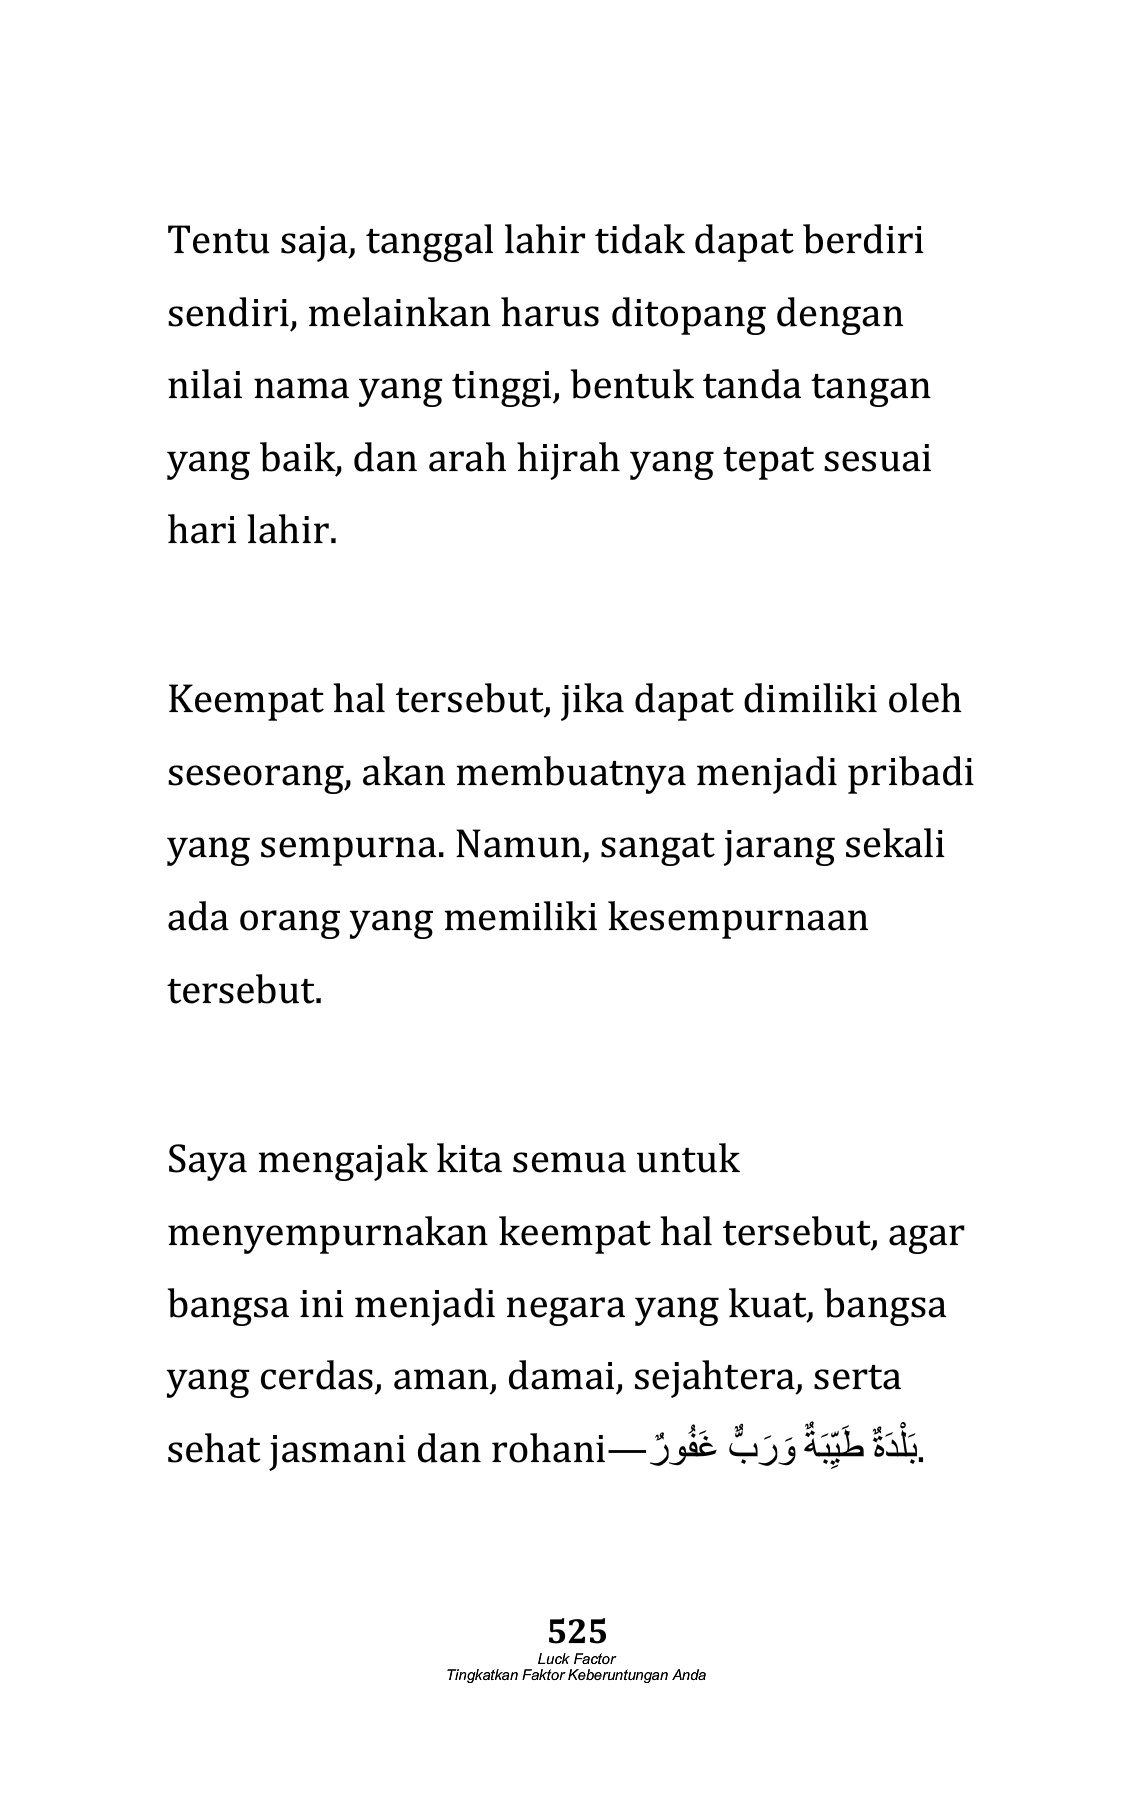 Tentu saja, tanggal lahir tidak dapat berdiri
sendiri, melainkan harus ditopang dengan
nilai nama yang tinggi, bentuk tanda tangan
yang baik, dan arah hijrah yang tepat sesuai
hari lahir.
Keempat hal tersebut, jika dapat dimiliki oleh
seseorang, akan membuatnya menjadi pribadi
yang sempurna. Namun, sangat jarang sekali
ada orang yang memiliki kesempurnaan
tersebut.
Saya mengajak kita semua untuk
menyempurnakan keempat hal tersebut, agar
bangsa ini menjadi negara yang kuat, bangsa
yang cerdas, aman, damai, sejahtera, serta
sehat jasmani dan rohani—بَلْدَةٌ طَيِّبَةٌ وَرَبٌّ غَفُورٌ.
525
Luck Factor
Tingkatkan Faktor Keberuntungan Anda